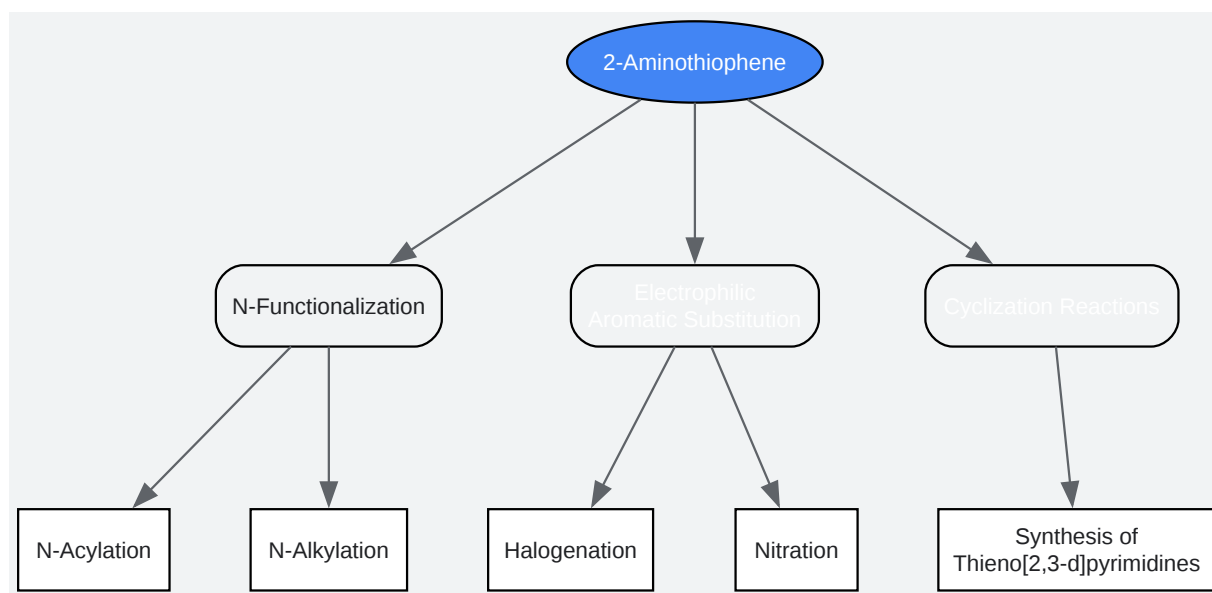 2-Aminothiophene
N-Functionalization
Electrophilic
Aromatic Substitution
Cyclization Reactions
N-Acylation
N-Alkylation
Halogenation
Nitration
Synthesis of
Thieno[2,3-d]pyrimidines